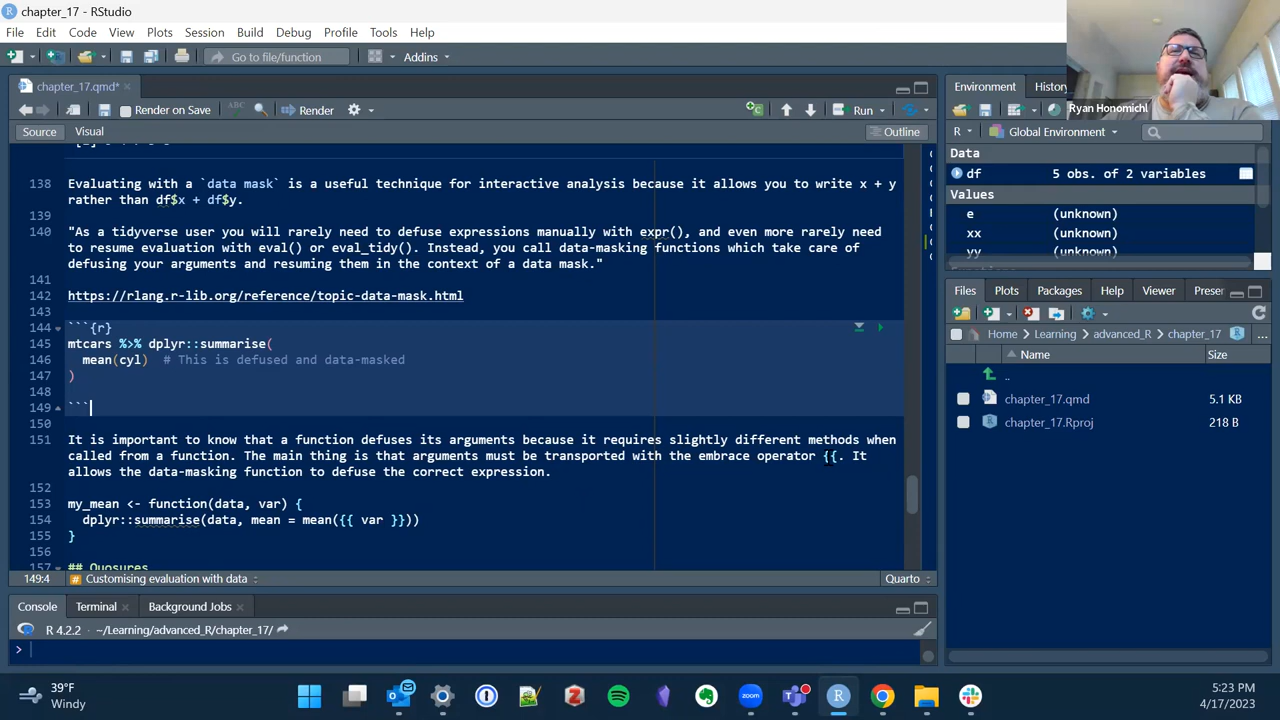 chapter_17 - RStudio
File Edit Code View Plots Session Build Debug Profile Tools Help
Go to file/function Addins
Ryan Honomichl
chapter_17.qmd*
Render on Save ABC Render Run
Source Visual Outline
138 Evaluating with a `data mask` is a useful technique for interactive analysis because it allows you to write x + y
rather than df$x + df$y.
139
140 "As a tidyverse user you will rarely need to defuse expressions manually with expr(), and even more rarely need
to resume evaluation with eval() or eval_tidy(). Instead, you call data-masking functions which take care of
defusing your arguments and resuming them in the context of a data mask."
141
142 https://rlang.r-lib.org/reference/topic-data-mask.html
143
144 ```{r}
145 mtcars %>% dplyr::summarise(
146 mean(cyl) # This is defused and data-masked
147 )
148
149 ```
150
151 It is important to know that a function defuses its arguments because it requires slightly different methods when
called from a function. The main thing is that arguments must be transported with the embrace operator {{. It
allows the data-masking function to defuse the correct expression.
152
153 my_mean <- function(data, var) {
154 dplyr::summarise(data, mean = mean({{ var }}))
155 }
156
157 ## Quosures
149:4 # Customising evaluation with data Quarto
Console Terminal Background Jobs
R 4.2.2 · ~/Learning/advanced_R/chapter_17/
>
Environment History
R Global Environment
Data
df 5 obs. of 2 variables
Values
e (unknown)
xx (unknown)
yy (unknown)
Files Plots Packages Help Viewer Preser
Home Learning advanced_R chapter_17 ...
Name Size
..
chapter_17.qmd 5.1 KB
chapter_17.Rproj 218 B
39°F
Windy
zoom
5:23 PM
4/17/2023